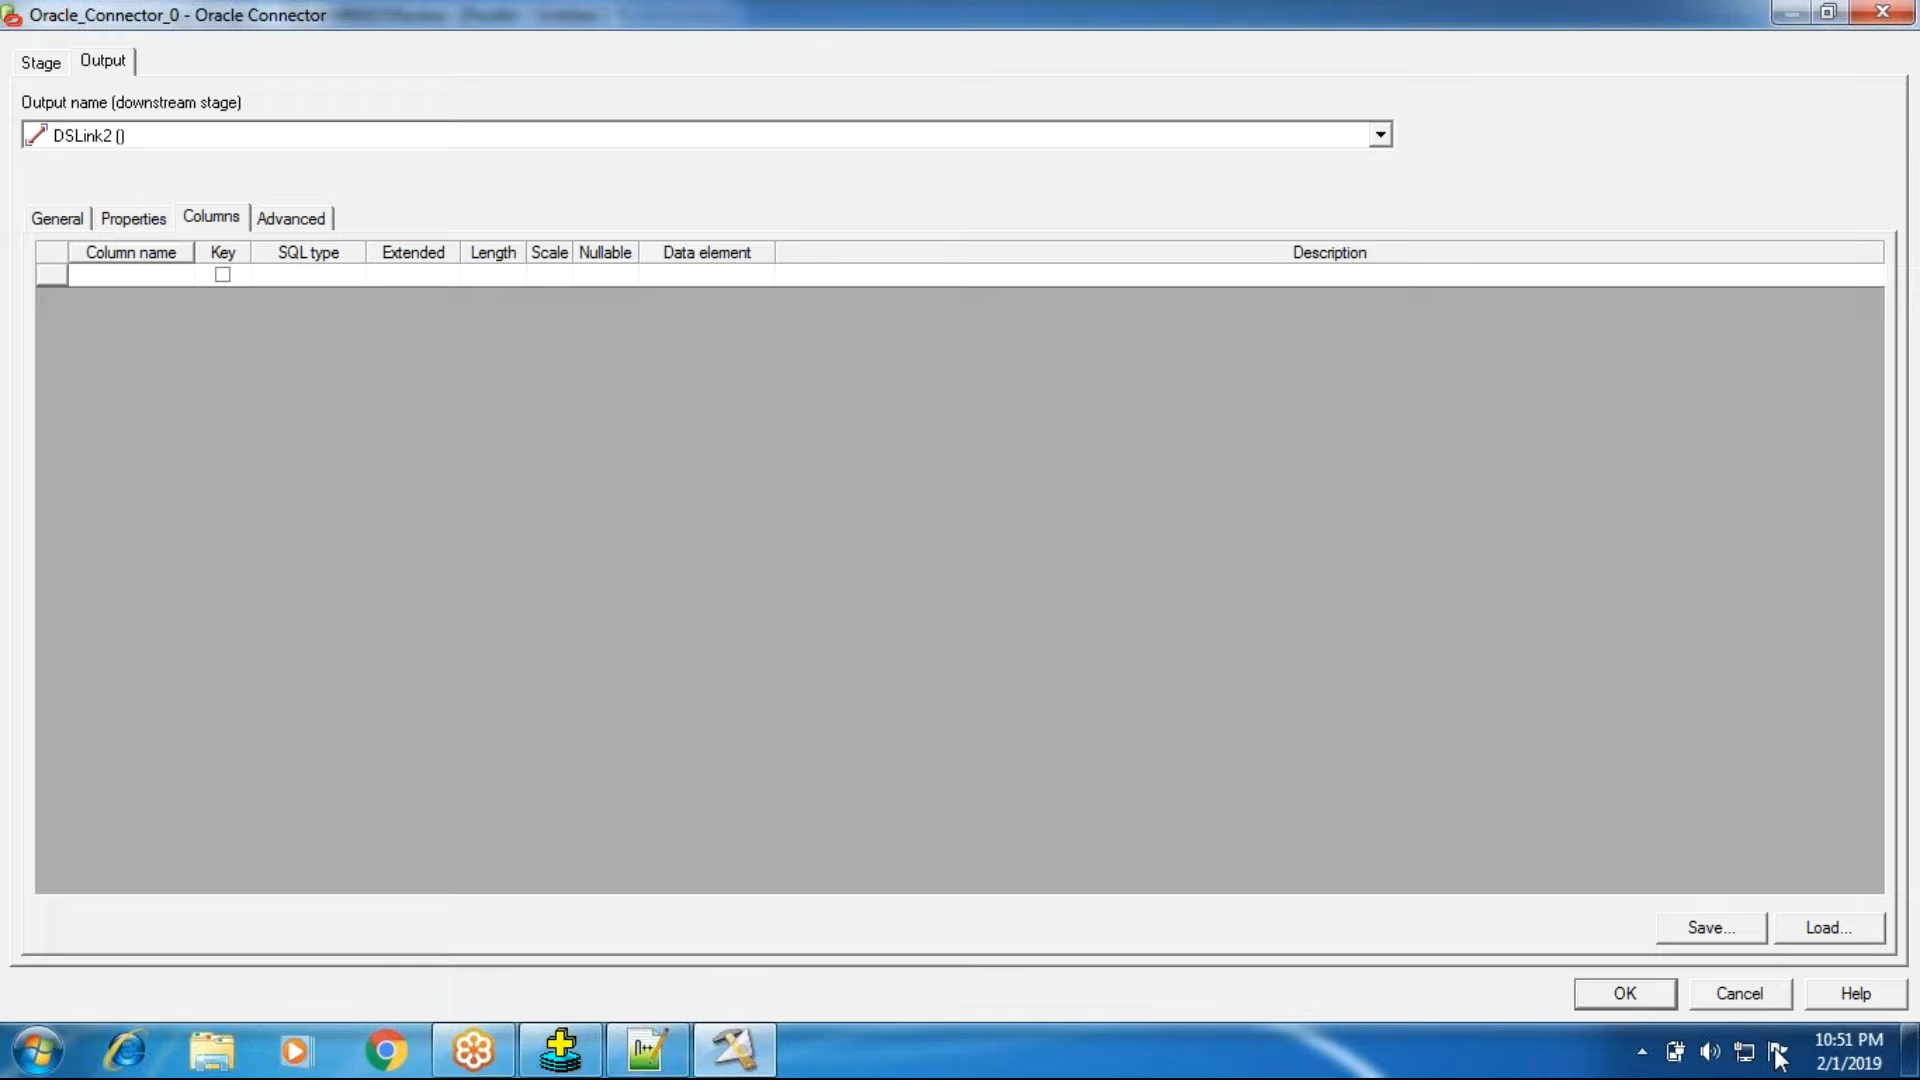 Oracle_Connector_0 - Oracle Connector
Stage
Output
Output name (downstream stage)
DSLink2 ()
General
Properties
Columns
Advanced
Column name
Key
SQL type
Extended
Length
Scale
Nullable
Data element
Description
Save...
Load...
OK
Cancel
Help
10:51 PM
2/1/2019